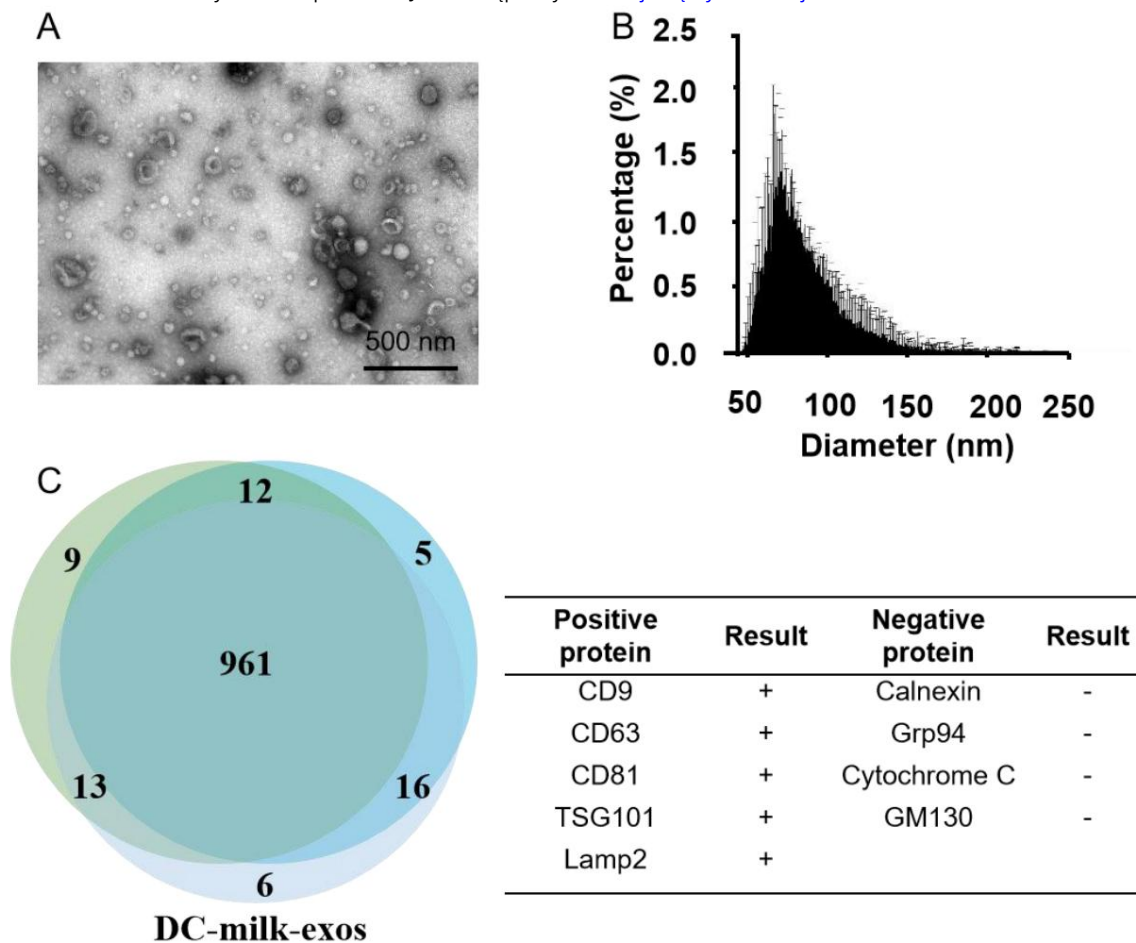 A
500 nm
B
Percentage (%)
2.5
2.0
1.5
1.0
0.5
0.0
50 100 150 200 250
Diameter (nm)
C
12
9
5
961
13
16
6
DC-milk-exos
Positive protein Result Negative protein Result
CD9 + Calnexin -
CD63 + Grp94 -
CD81 + Cytochrome C -
TSG101 + GM130 -
Lamp2 +